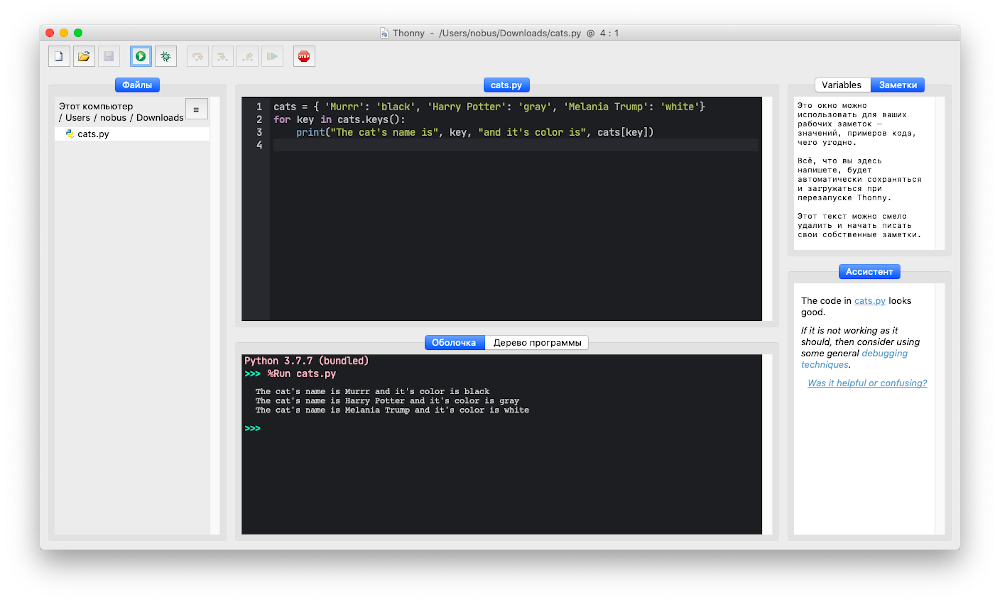 Thonny - /Users/nobus/Downloads/cats.py @ 4 : 1
Файлы
Этот компьютер
/ Users / nobus / Downloads
cats.py
cats.py
1 cats = { 'Murrr': 'black', 'Harry Potter': 'gray', 'Melania Trump': 'white'}
2 for key in cats.keys():
3     print("The cat's name is", key, "and it's color is", cats[key])
4
Оболочка Дерево программы
Python 3.7.7 (bundled)
>>> %Run cats.py
The cat's name is Murrr and it's color is black
The cat's name is Harry Potter and it's color is gray
The cat's name is Melania Trump and it's color is white
>>>
Variables Заметки
Это окно можно
использовать для ваших
рабочих заметок —
значений, примеров кода,
чего угодно.
Всё, что вы здесь
напишете, будет
автоматически сохраняться
и загружаться при
перезапуске Thonny.
Этот текст можно смело
удалить и начать писать
свои собственные заметки.
Ассистент
The code in cats.py looks
good.
If it is not working as it
should, then consider using
some general debugging
techniques.
Was it helpful or confusing?